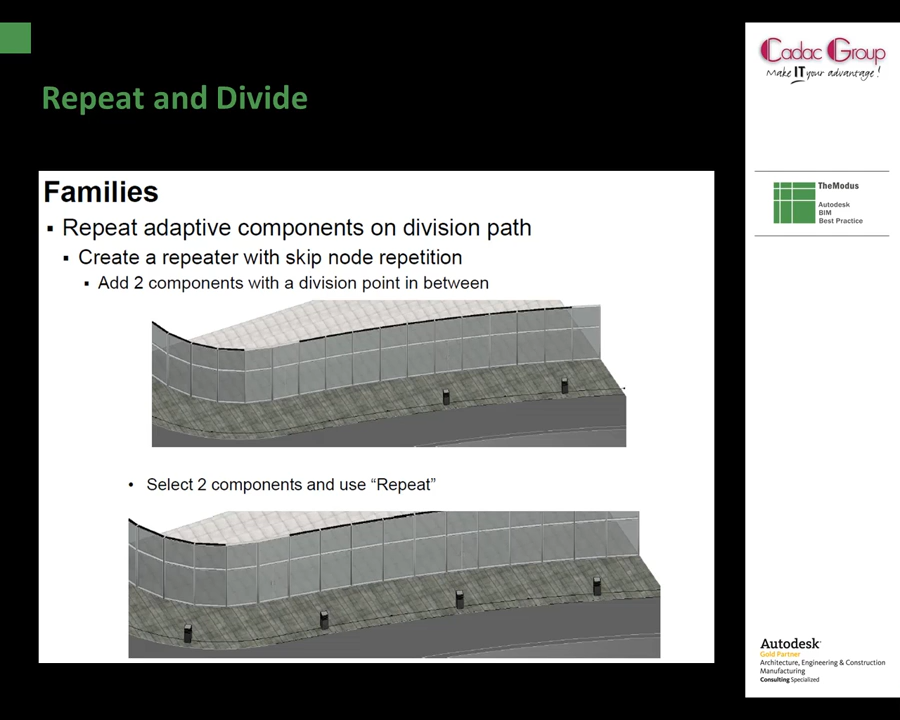 Repeat and Divide
Families
▪ Repeat adaptive components on division path
▪ Create a repeater with skip node repetition
▪ Add 2 components with a division point in between
• Select 2 components and use “Repeat”
Cadac Group
Make IT your advantage!
TheModus
Autodesk
BIM
Best Practice
Autodesk
Gold Partner
Architecture, Engineering & Construction
Manufacturing
Consulting Specialized